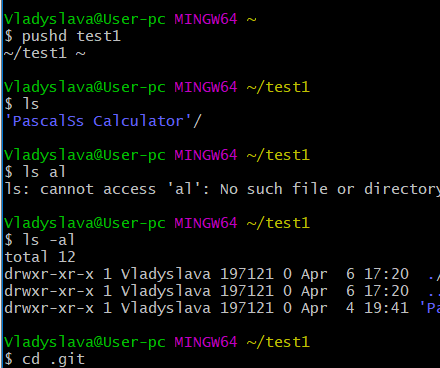 Vladyslava@User-pc MINGW64 ~
$ pushd test1
~/test1 ~
Vladyslava@User-pc MINGW64 ~/test1
$ ls
'PascalSs Calculator'/
Vladyslava@User-pc MINGW64 ~/test1
$ ls al
ls: cannot access 'al': No such file or directory
Vladyslava@User-pc MINGW64 ~/test1
$ ls -al
total 12
drwxr-xr-x 1 Vladyslava 197121 0 Apr  6 17:20  ./
drwxr-xr-x 1 Vladyslava 197121 0 Apr  6 17:20  ..
drwxr-xr-x 1 Vladyslava 197121 0 Apr  4 19:41 'Pa
Vladyslava@User-pc MINGW64 ~/test1
$ cd .git